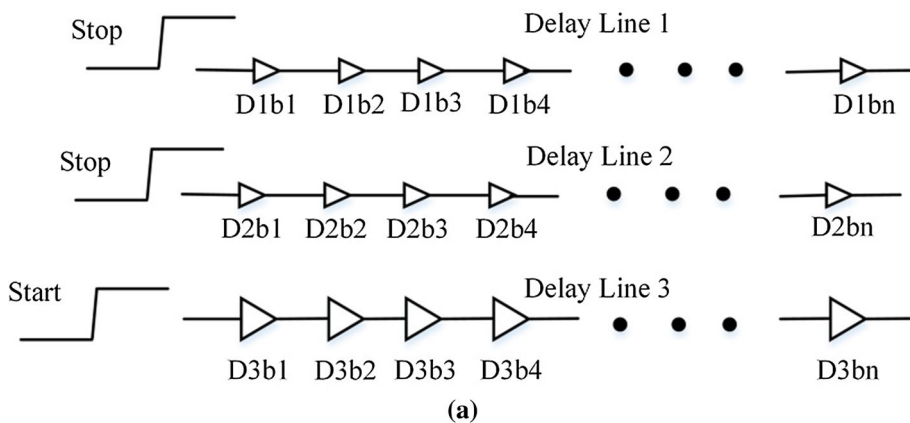 Stop
Delay Line 1
D1b1 D1b2 D1b3 D1b4 D1bn
Stop
Delay Line 2
D2b1 D2b2 D2b3 D2b4 D2bn
Start
Delay Line 3
D3b1 D3b2 D3b3 D3b4 D3bn
(a)